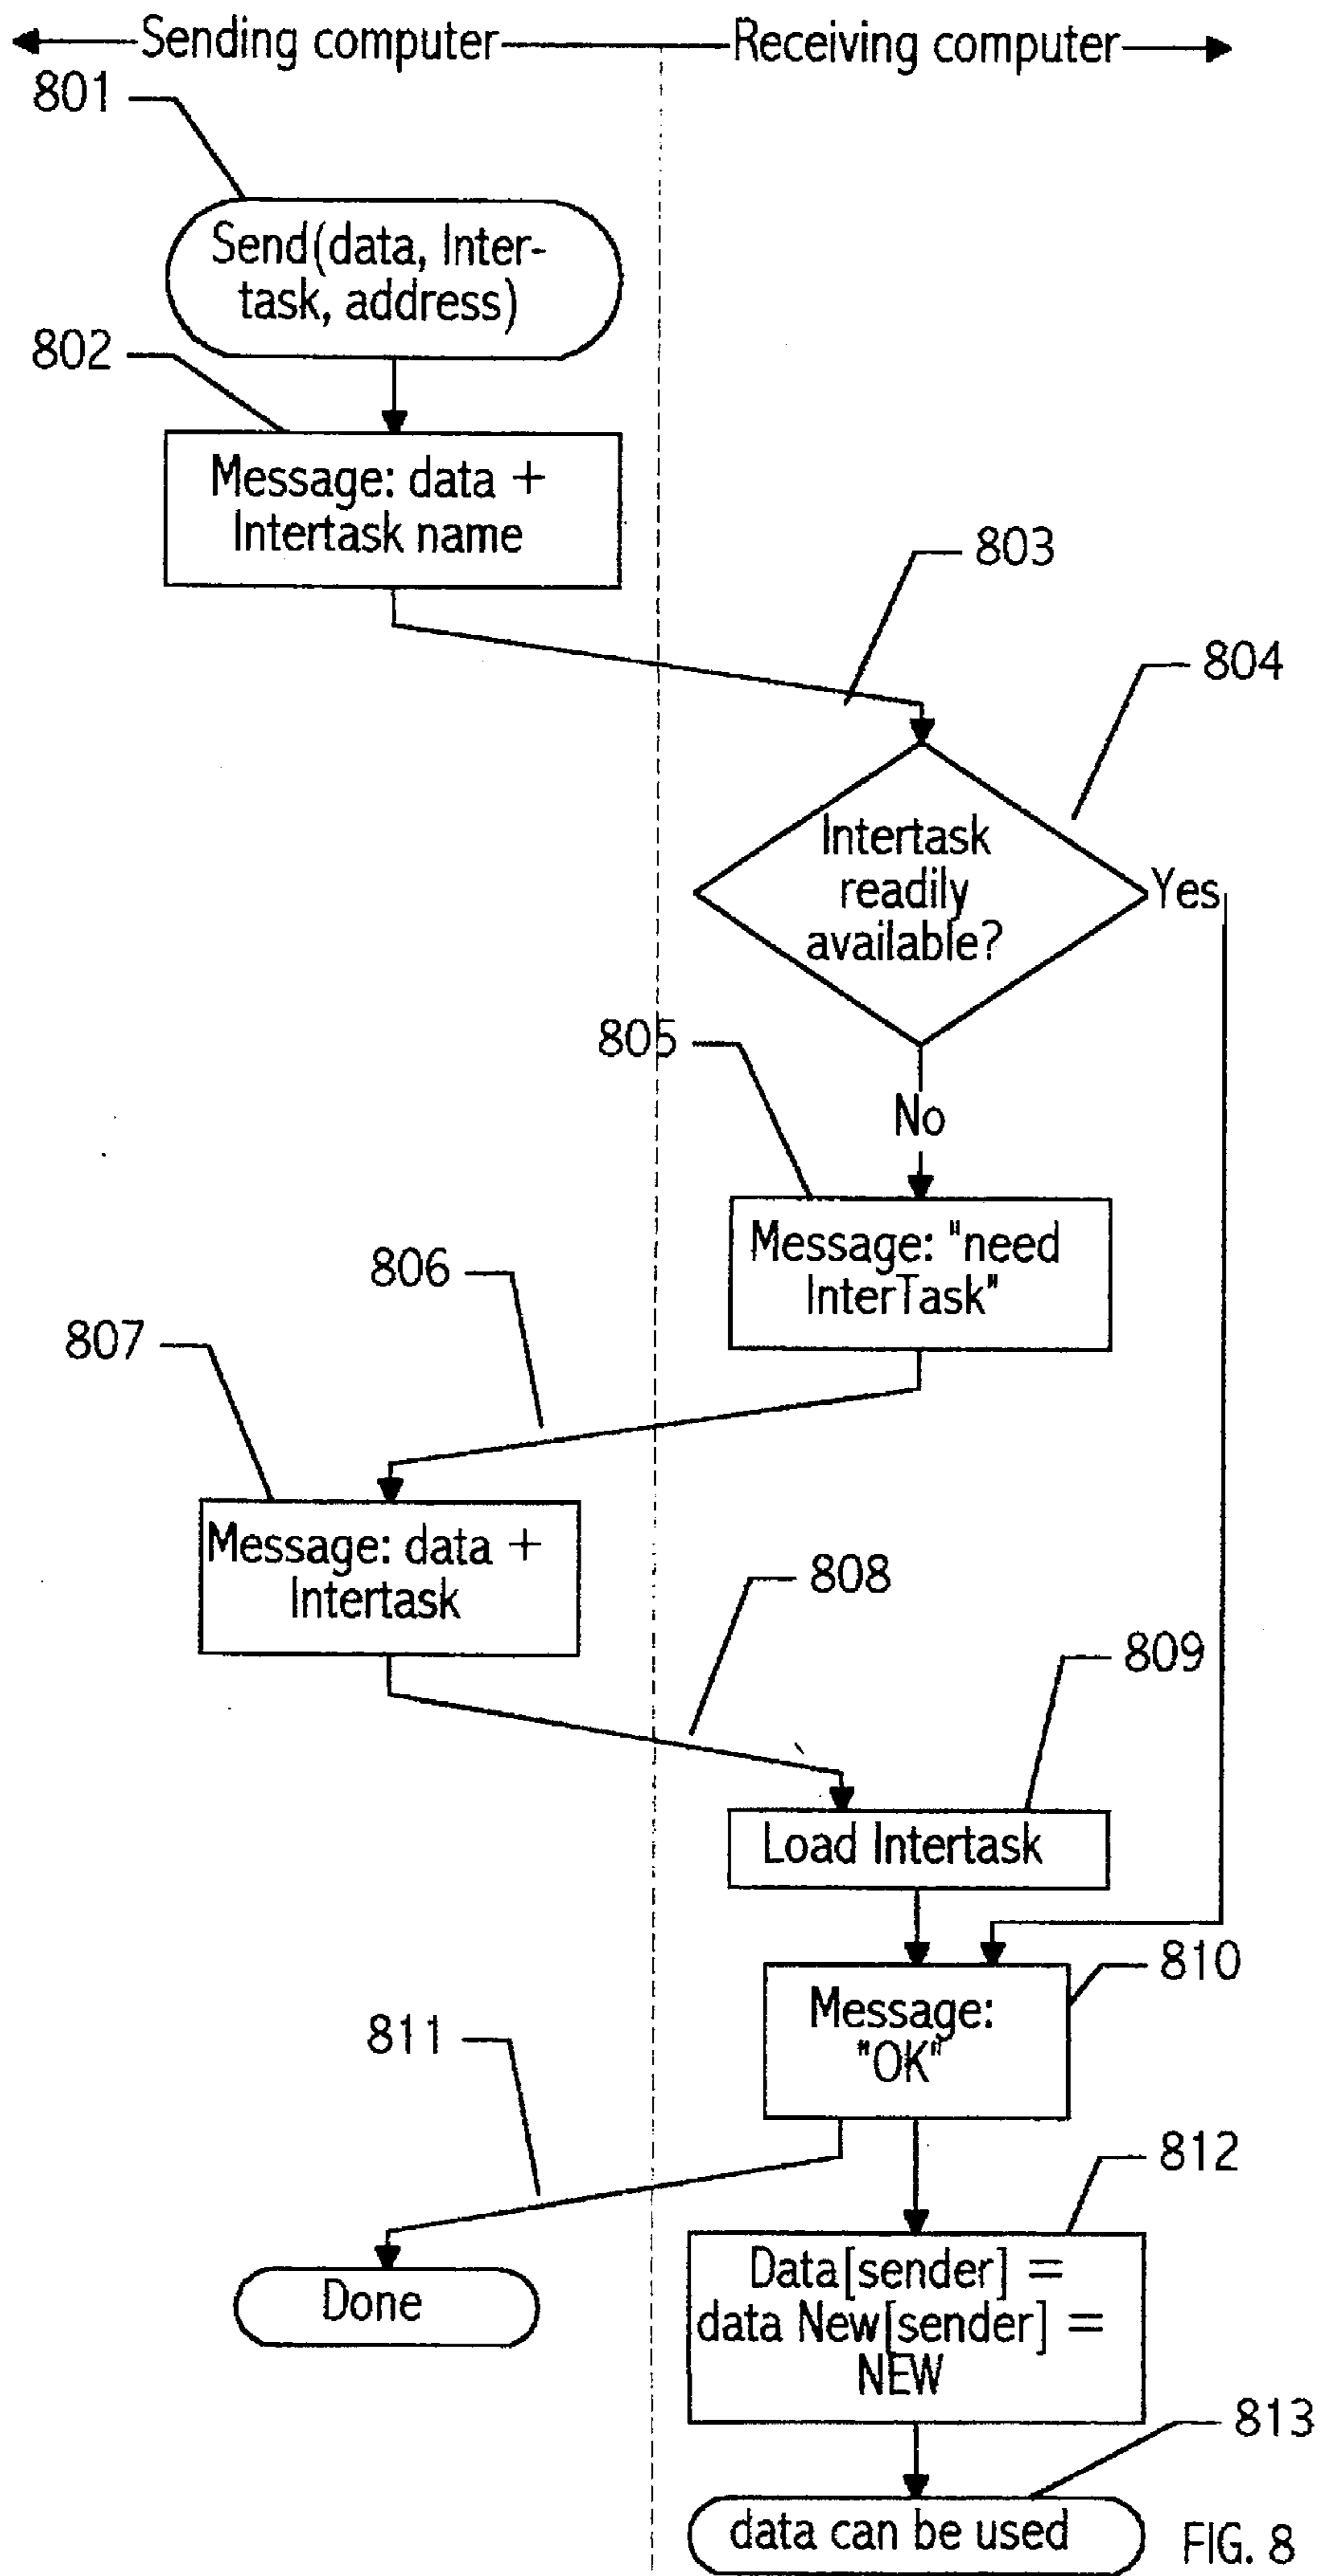 Sending computer
Receiving computer
801
Send(data, Inter-
task, address)
802
Message: data +
Intertask name
803
804
Intertask
readily
available?
Yes
805
No
Message: "need
InterTask"
806
807
Message: data +
Intertask
808
809
Load Intertask
810
Message:
"OK"
811
812
Done
Data[sender] =
data New[sender] =
NEW
813
data can be used
FIG. 8